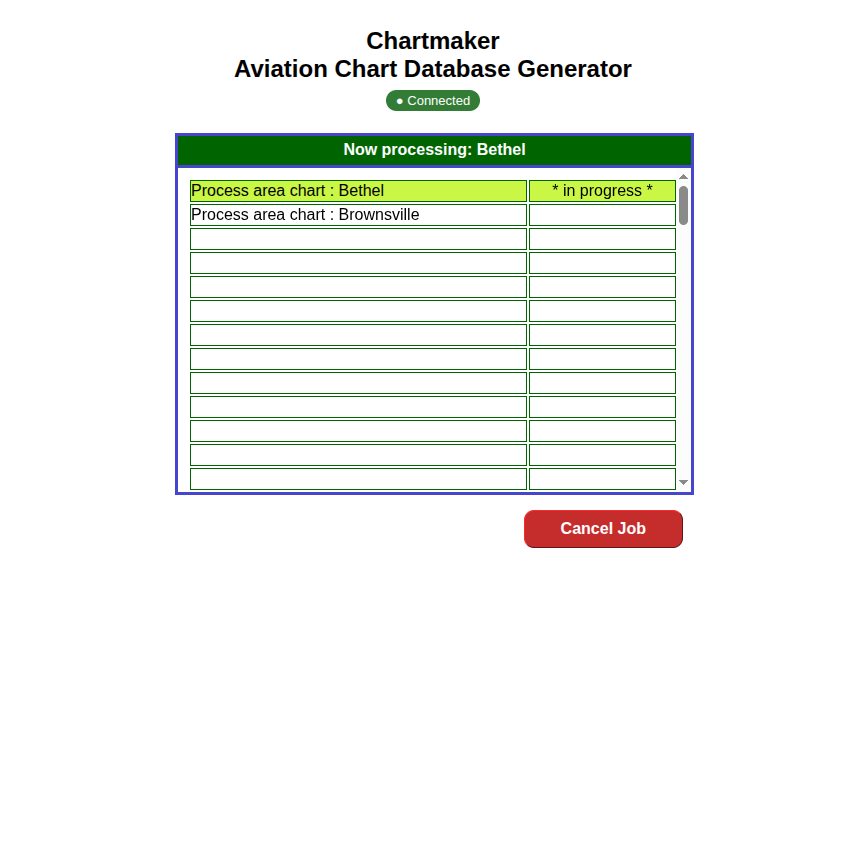 Chartmaker
Aviation Chart Database Generator
● Connected
Now processing: Bethel
Process area chart : Bethel * in progress *
Process area chart : Brownsville
Cancel Job